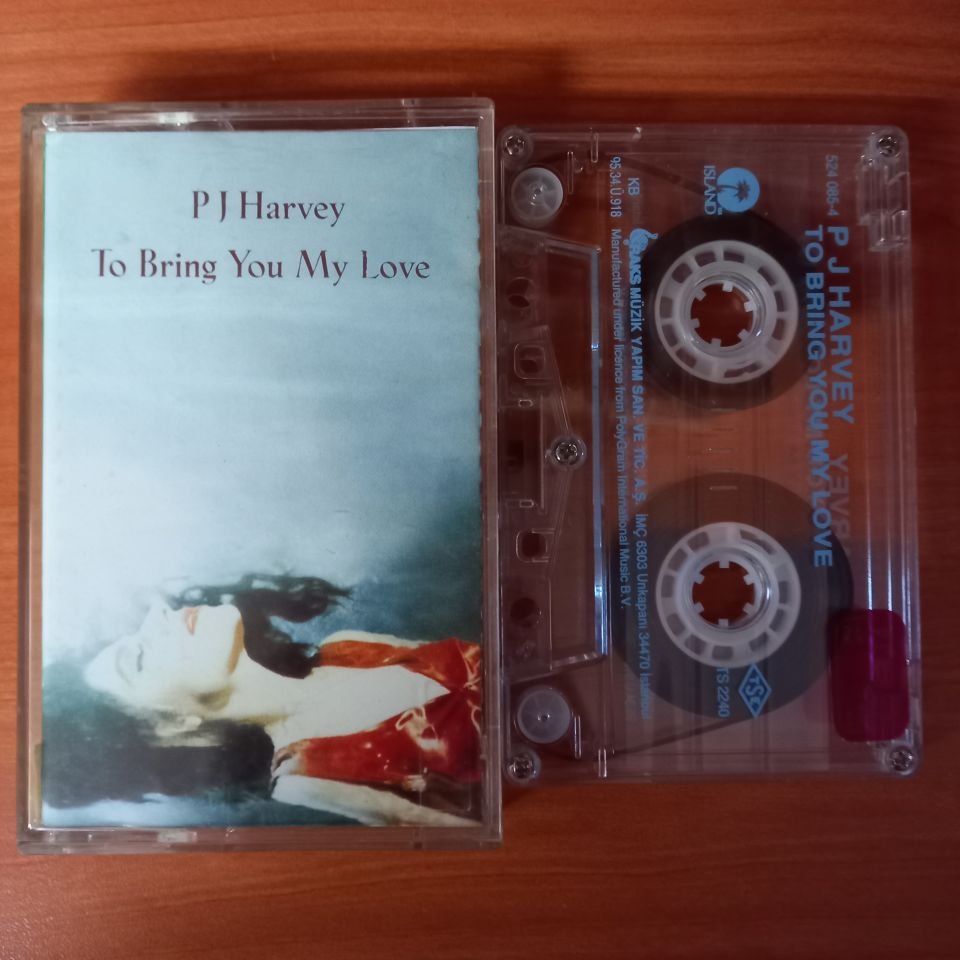 P J Harvey
To Bring You My Love
524 085-4
P J HARVEY
TO BRING YOU MY LOVE
ISLAND
KB
95.34.Ü.918
RAKS MÜZİK YAPIM SAN. VE TİC. A.Ş. İMÇ 6303 Unkapanı 34470 İstanbul
Manufactured under licence from PolyGram International Music B.V.
TSE
TS 2240